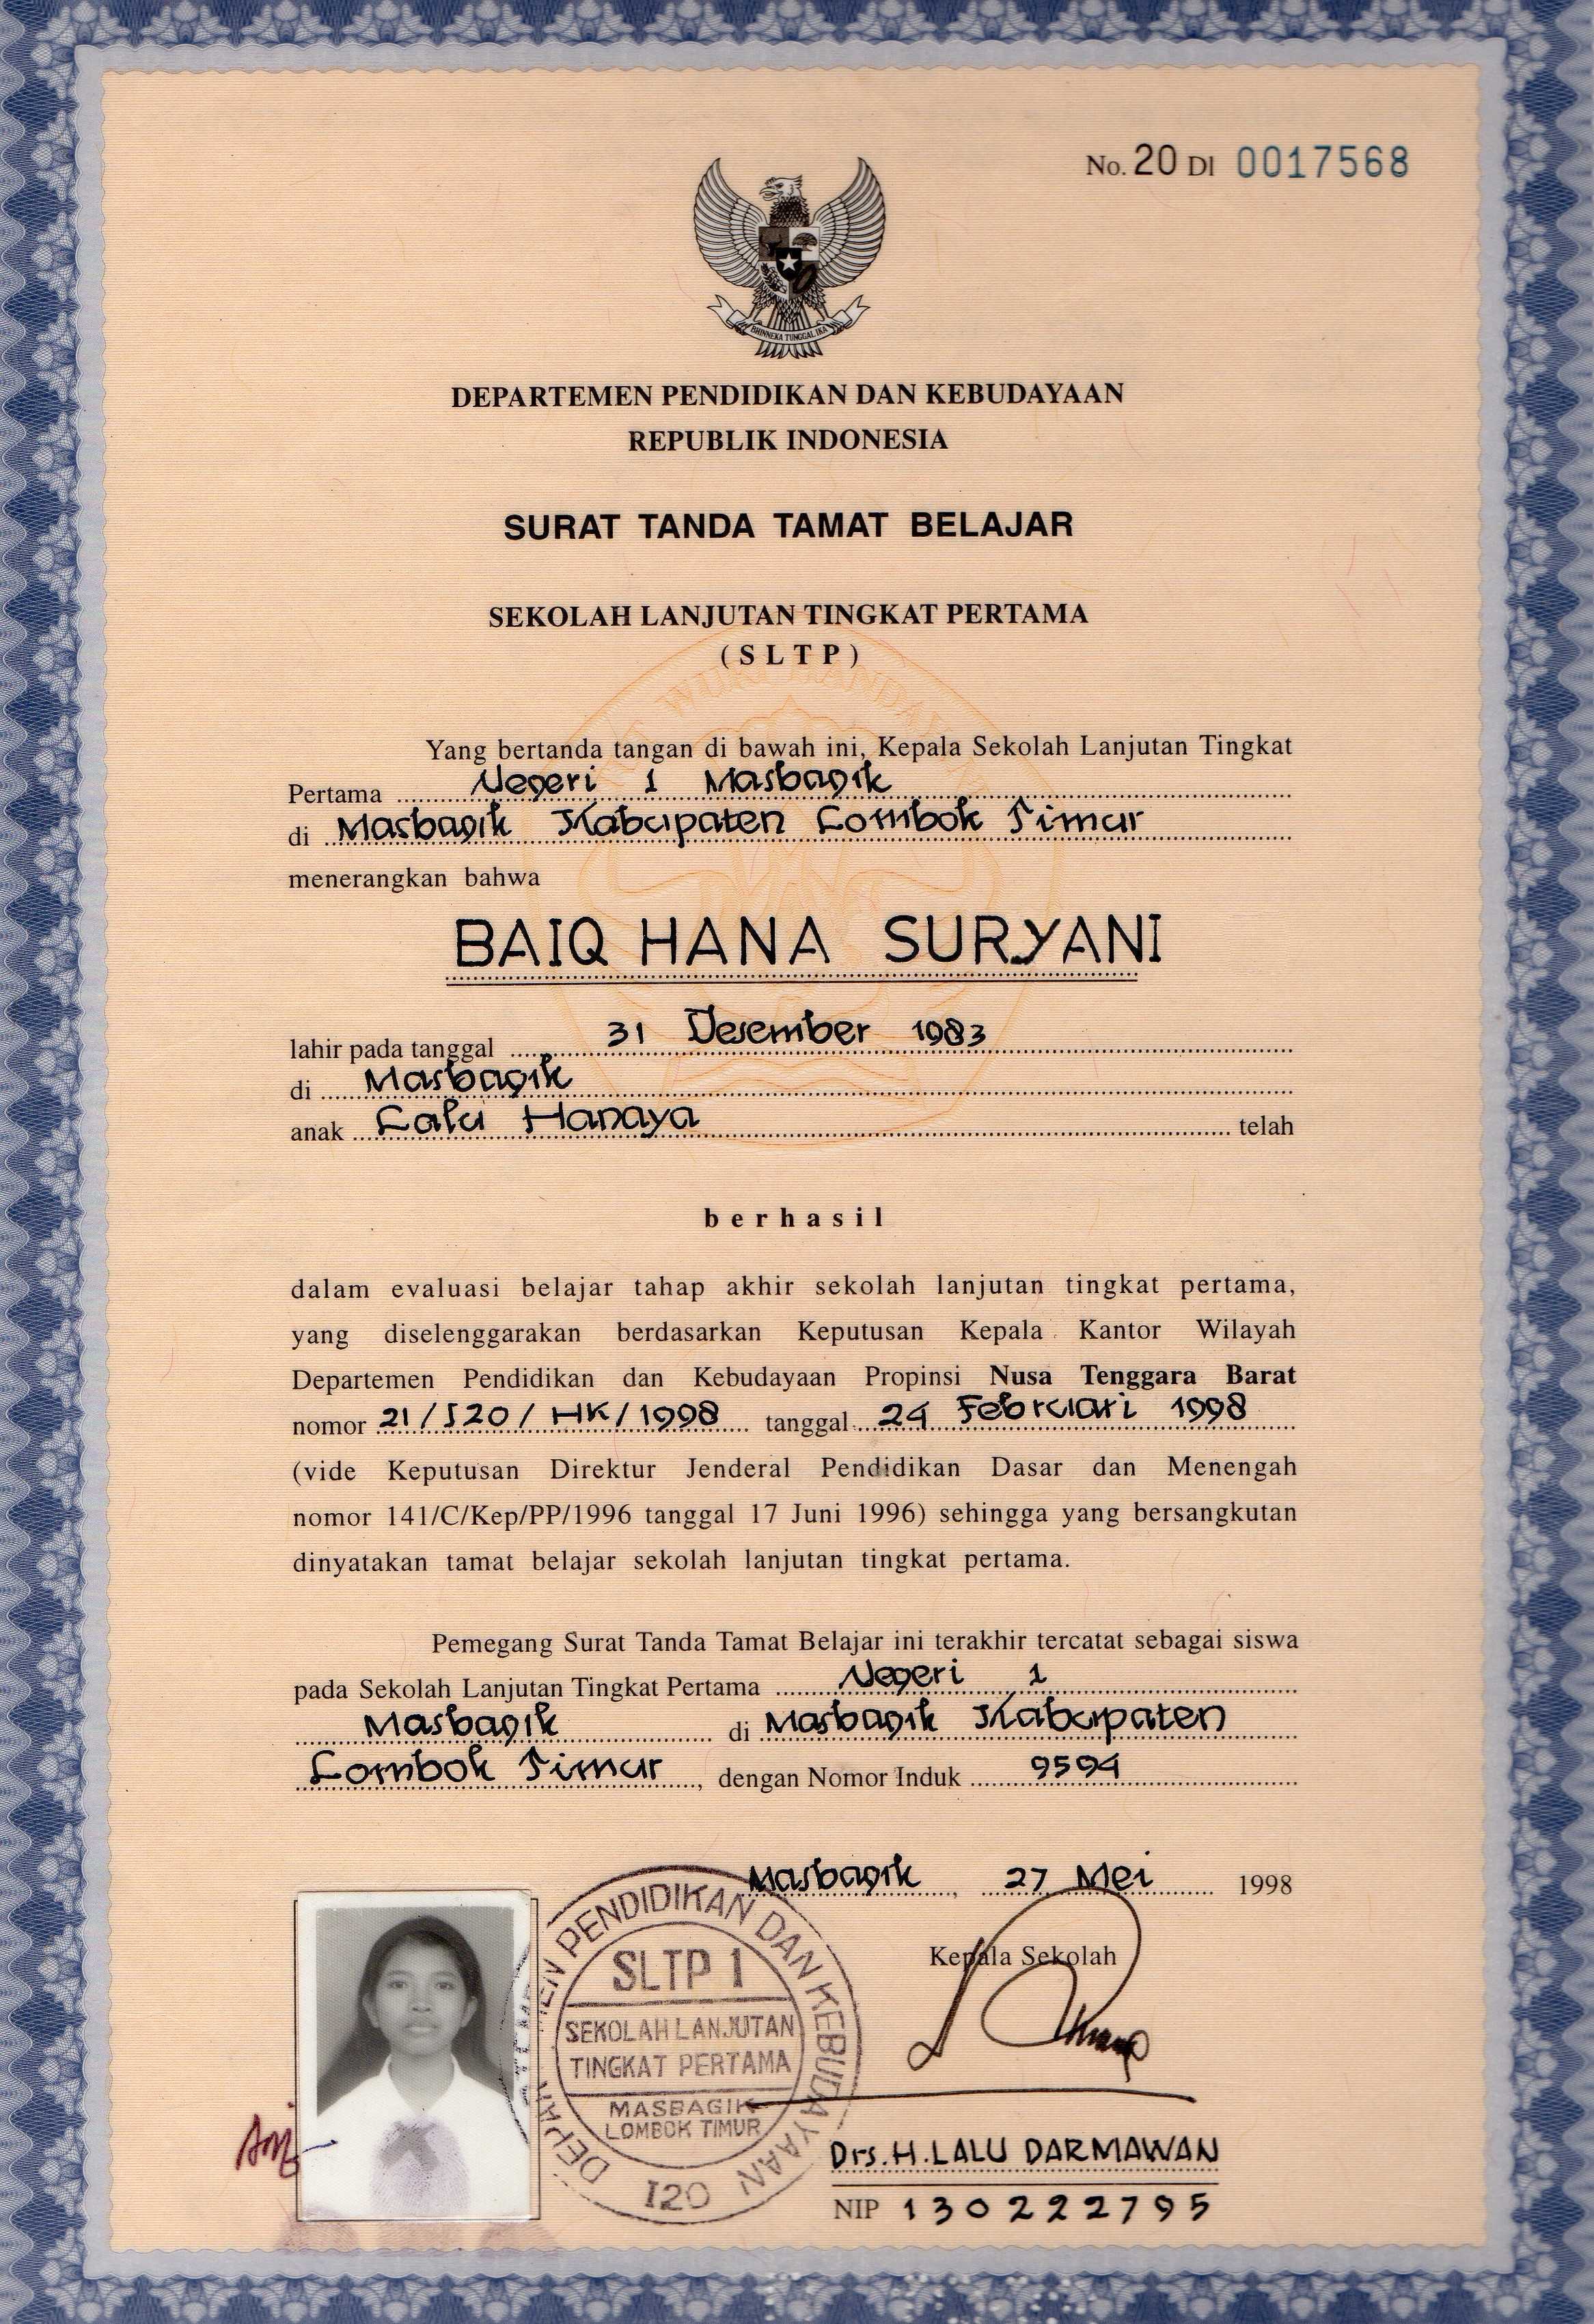 No. 20 DI 0017568
BHINNEKA TUNGGAL IKA
DEPARTEMEN PENDIDIKAN DAN KEBUDAYAAN
REPUBLIK INDONESIA
SURAT TANDA TAMAT BELAJAR
SEKOLAH LANJUTAN TINGKAT PERTAMA
( S L T P )
Yang bertanda tangan di bawah ini, Kepala Sekolah Lanjutan Tingkat
Pertama Negeri 1 Masbagik
di Masbagik Kabupaten Lombok Timur
menerangkan bahwa
BAIQ HANA SURYANI
lahir pada tanggal 31 Desember 1983
di Masbagik
anak Lalu Hanaya telah
berhasil
dalam evaluasi belajar tahap akhir sekolah lanjutan tingkat pertama,
yang diselenggarakan berdasarkan Keputusan Kepala Kantor Wilayah
Departemen Pendidikan dan Kebudayaan Propinsi Nusa Tenggara Barat
nomor 21/I20/HK/1998 tanggal 24 Februari 1998
(vide Keputusan Direktur Jenderal Pendidikan Dasar dan Menengah
nomor 141/C/Kep/PP/1996 tanggal 17 Juni 1996) sehingga yang bersangkutan
dinyatakan tamat belajar sekolah lanjutan tingkat pertama.
Pemegang Surat Tanda Tamat Belajar ini terakhir tercatat sebagai siswa
pada Sekolah Lanjutan Tingkat Pertama Negeri 1
Masbagik di Masbagik Kabupaten
Lombok Timur, dengan Nomor Induk 9594
Masbagik, 27 Mei 1998
Kepala Sekolah
DEPARTEMEN PENDIDIKAN DAN KEBUDAYAAN
SLTP 1
SEKOLAH LANJUTAN
TINGKAT PERTAMA
MASBAGIK
LOMBOK TIMUR
I20
Drs.H.LALU DARMAWAN
NIP 130222795